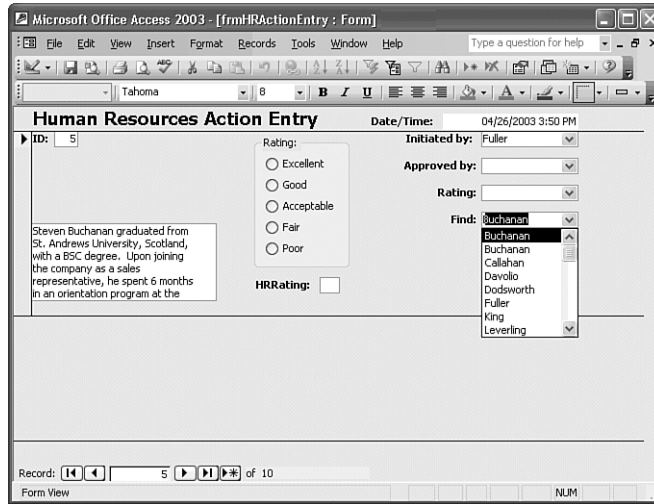 Microsoft Office Access 2003 - [frmHRActionEntry : Form]
File Edit View Insert Format Records Tools Window Help Type a question for help
Tahoma 8 B I U
Human Resources Action Entry Date/Time: 04/26/2003 3:50 PM
ID: 5
Rating:
Excellent
Good
Acceptable
Fair
Poor
HRRating:
Steven Buchanan graduated from
St. Andrews University, Scotland,
with a BSC degree. Upon joining
the company as a sales
representative, he spent 6 months
in an orientation program at the
Initiated by: Fuller
Approved by:
Rating:
Find: Buchanan
Buchanan
Buchanan
Callahan
Davolio
Dodsworth
Fuller
King
Leverling
Record: 5 of 10
Form View NUM